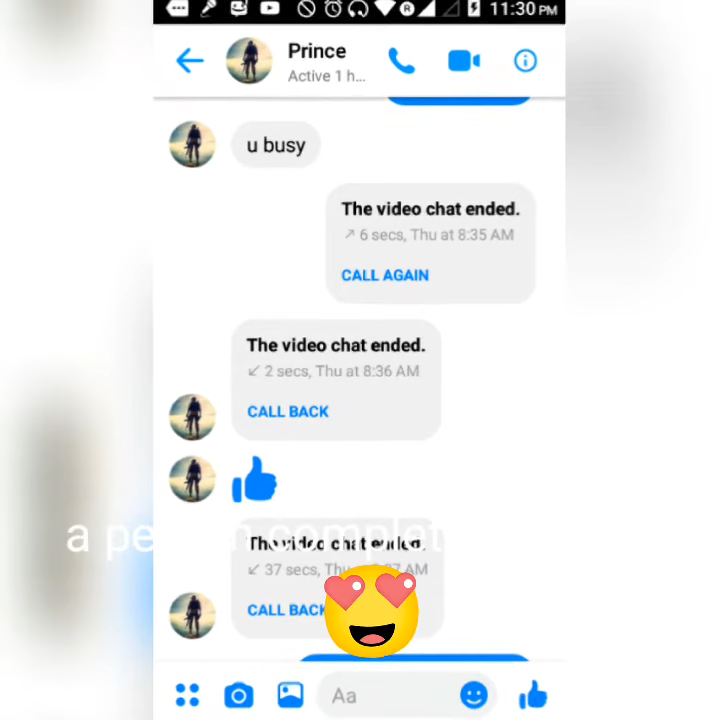 11:30 PM
Prince
Active 1 h...
u busy
The video chat ended.
6 secs, Thu at 8:35 AM
CALL AGAIN
The video chat ended.
2 secs, Thu at 8:36 AM
CALL BACK
a
The video chat ended.
37 secs,
AM
CALL BACK
Aa